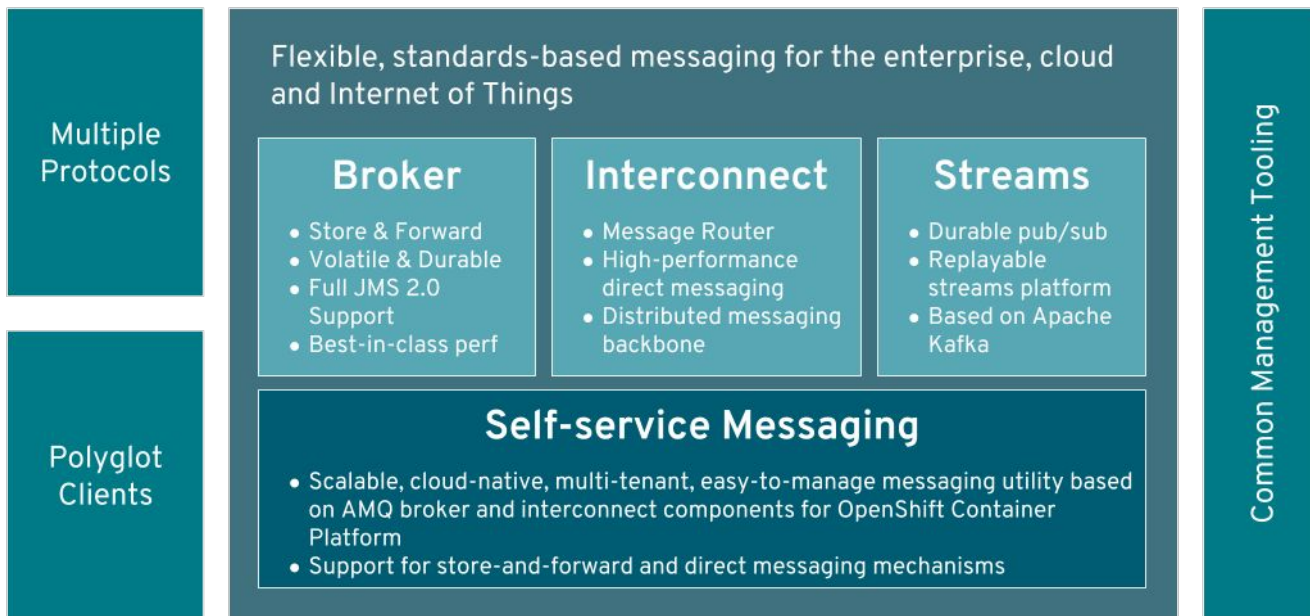 Multiple
Protocols
Polyglot
Clients
Flexible, standards-based messaging for the enterprise, cloud
and Internet of Things
Broker
• Store & Forward
• Volatile & Durable
• Full JMS 2.0
Support
• Best-in-class perf
Interconnect
• Message Router
• High-performance
direct messaging
• Distributed messaging
backbone
Streams
• Durable pub/sub
• Replayable
streams platform
• Based on Apache
Kafka
Self-service Messaging
• Scalable, cloud-native, multi-tenant, easy-to-manage messaging utility based
on AMQ broker and interconnect components for OpenShift Container
Platform
• Support for store-and-forward and direct messaging mechanisms
Common Management Tooling